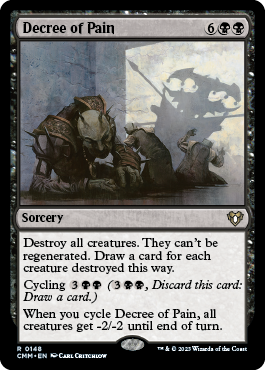 Decree of Pain 6
Sorcery
Destroy all creatures. They can't be
regenerated. Draw a card for each
creature destroyed this way.
Cycling 3 (3, Discard this card:
Draw a card.)
When you cycle Decree of Pain, all
creatures get -2/-2 until end of turn.
R 0148
CMM • EN Carl Critchlow
™ & © 2023 Wizards of the Coast